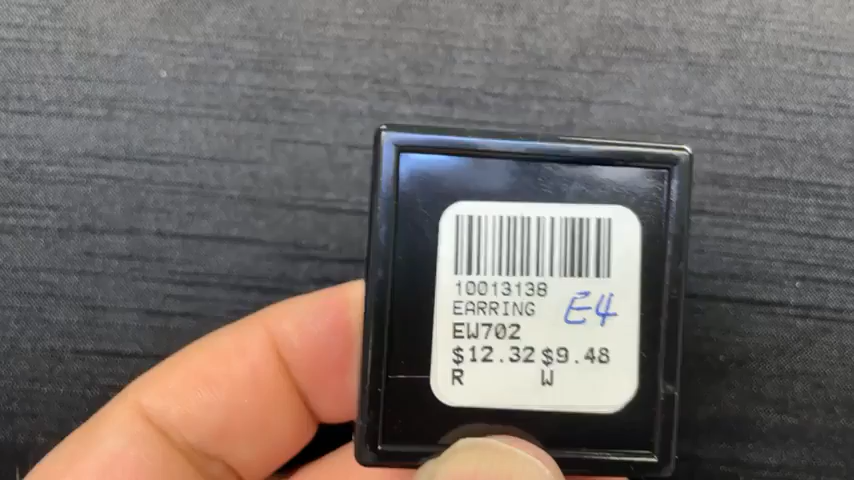 10013138
EARRING
E4
EW702
$12.32 $9.48
R W